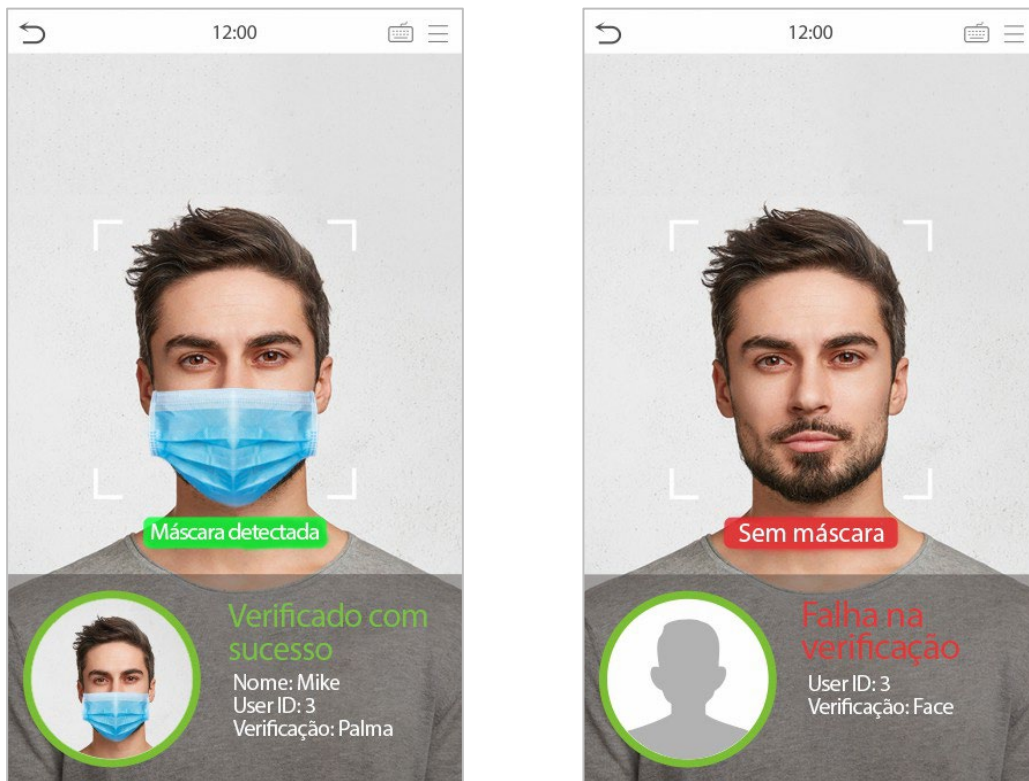 12:00
Máscara detectada
Verificado com
sucesso
Nome: Mike
User ID: 3
Verificação: Palma
12:00
Sem máscara
Falha na
verificação
User ID: 3
Verificação: Face